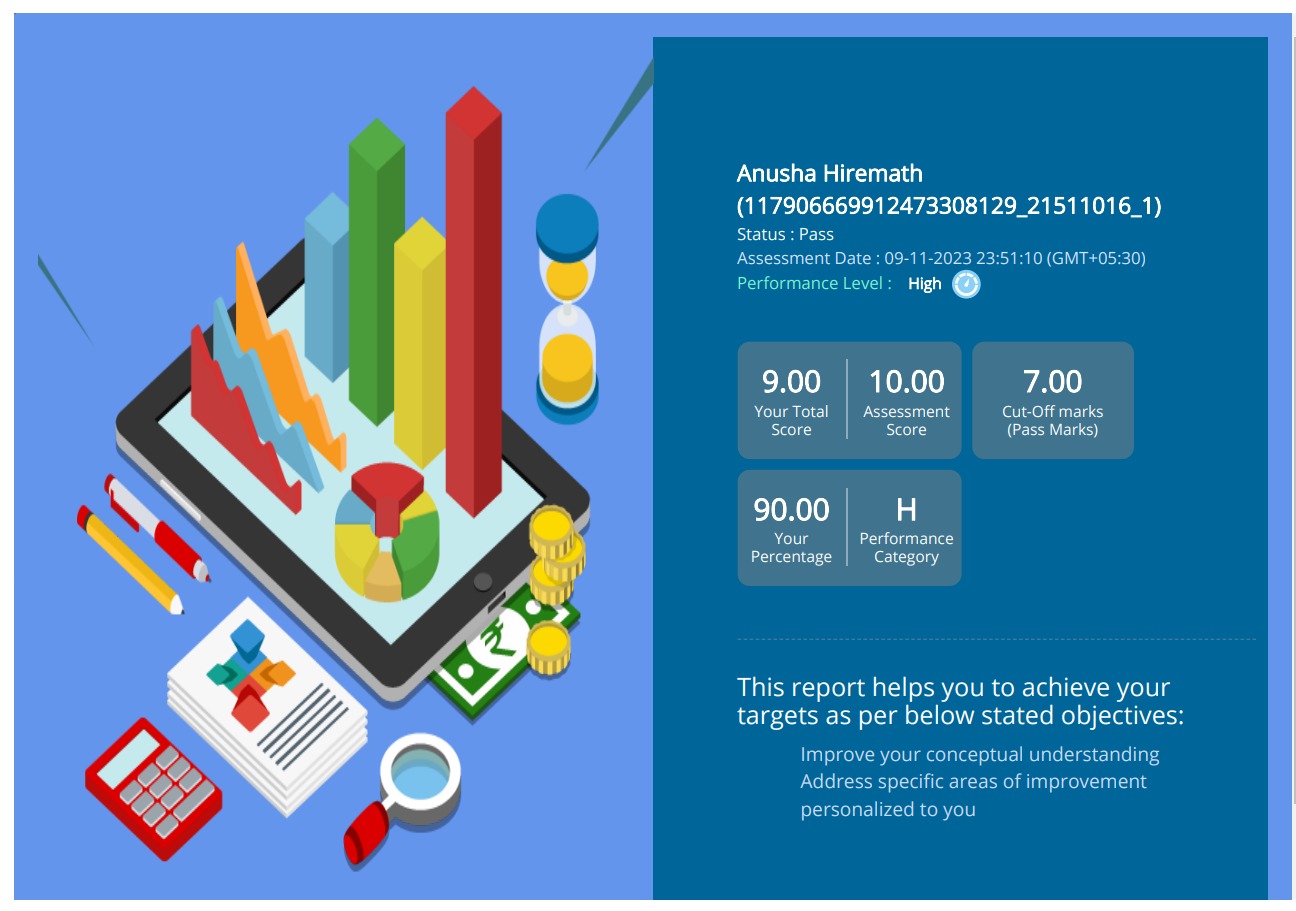 Anusha Hiremath
(117906669912473308129_21511016_1)
Status : Pass
Assessment Date : 09-11-2023 23:51:10 (GMT+05:30)
Performance Level : High
9.00
Your Total
Score
10.00
Assessment
Score
7.00
Cut-Off marks
(Pass Marks)
90.00
Your
Percentage
H
Performance
Category
This report helps you to achieve your
targets as per below stated objectives:
Improve your conceptual understanding
Address specific areas of improvement
personalized to you
₹